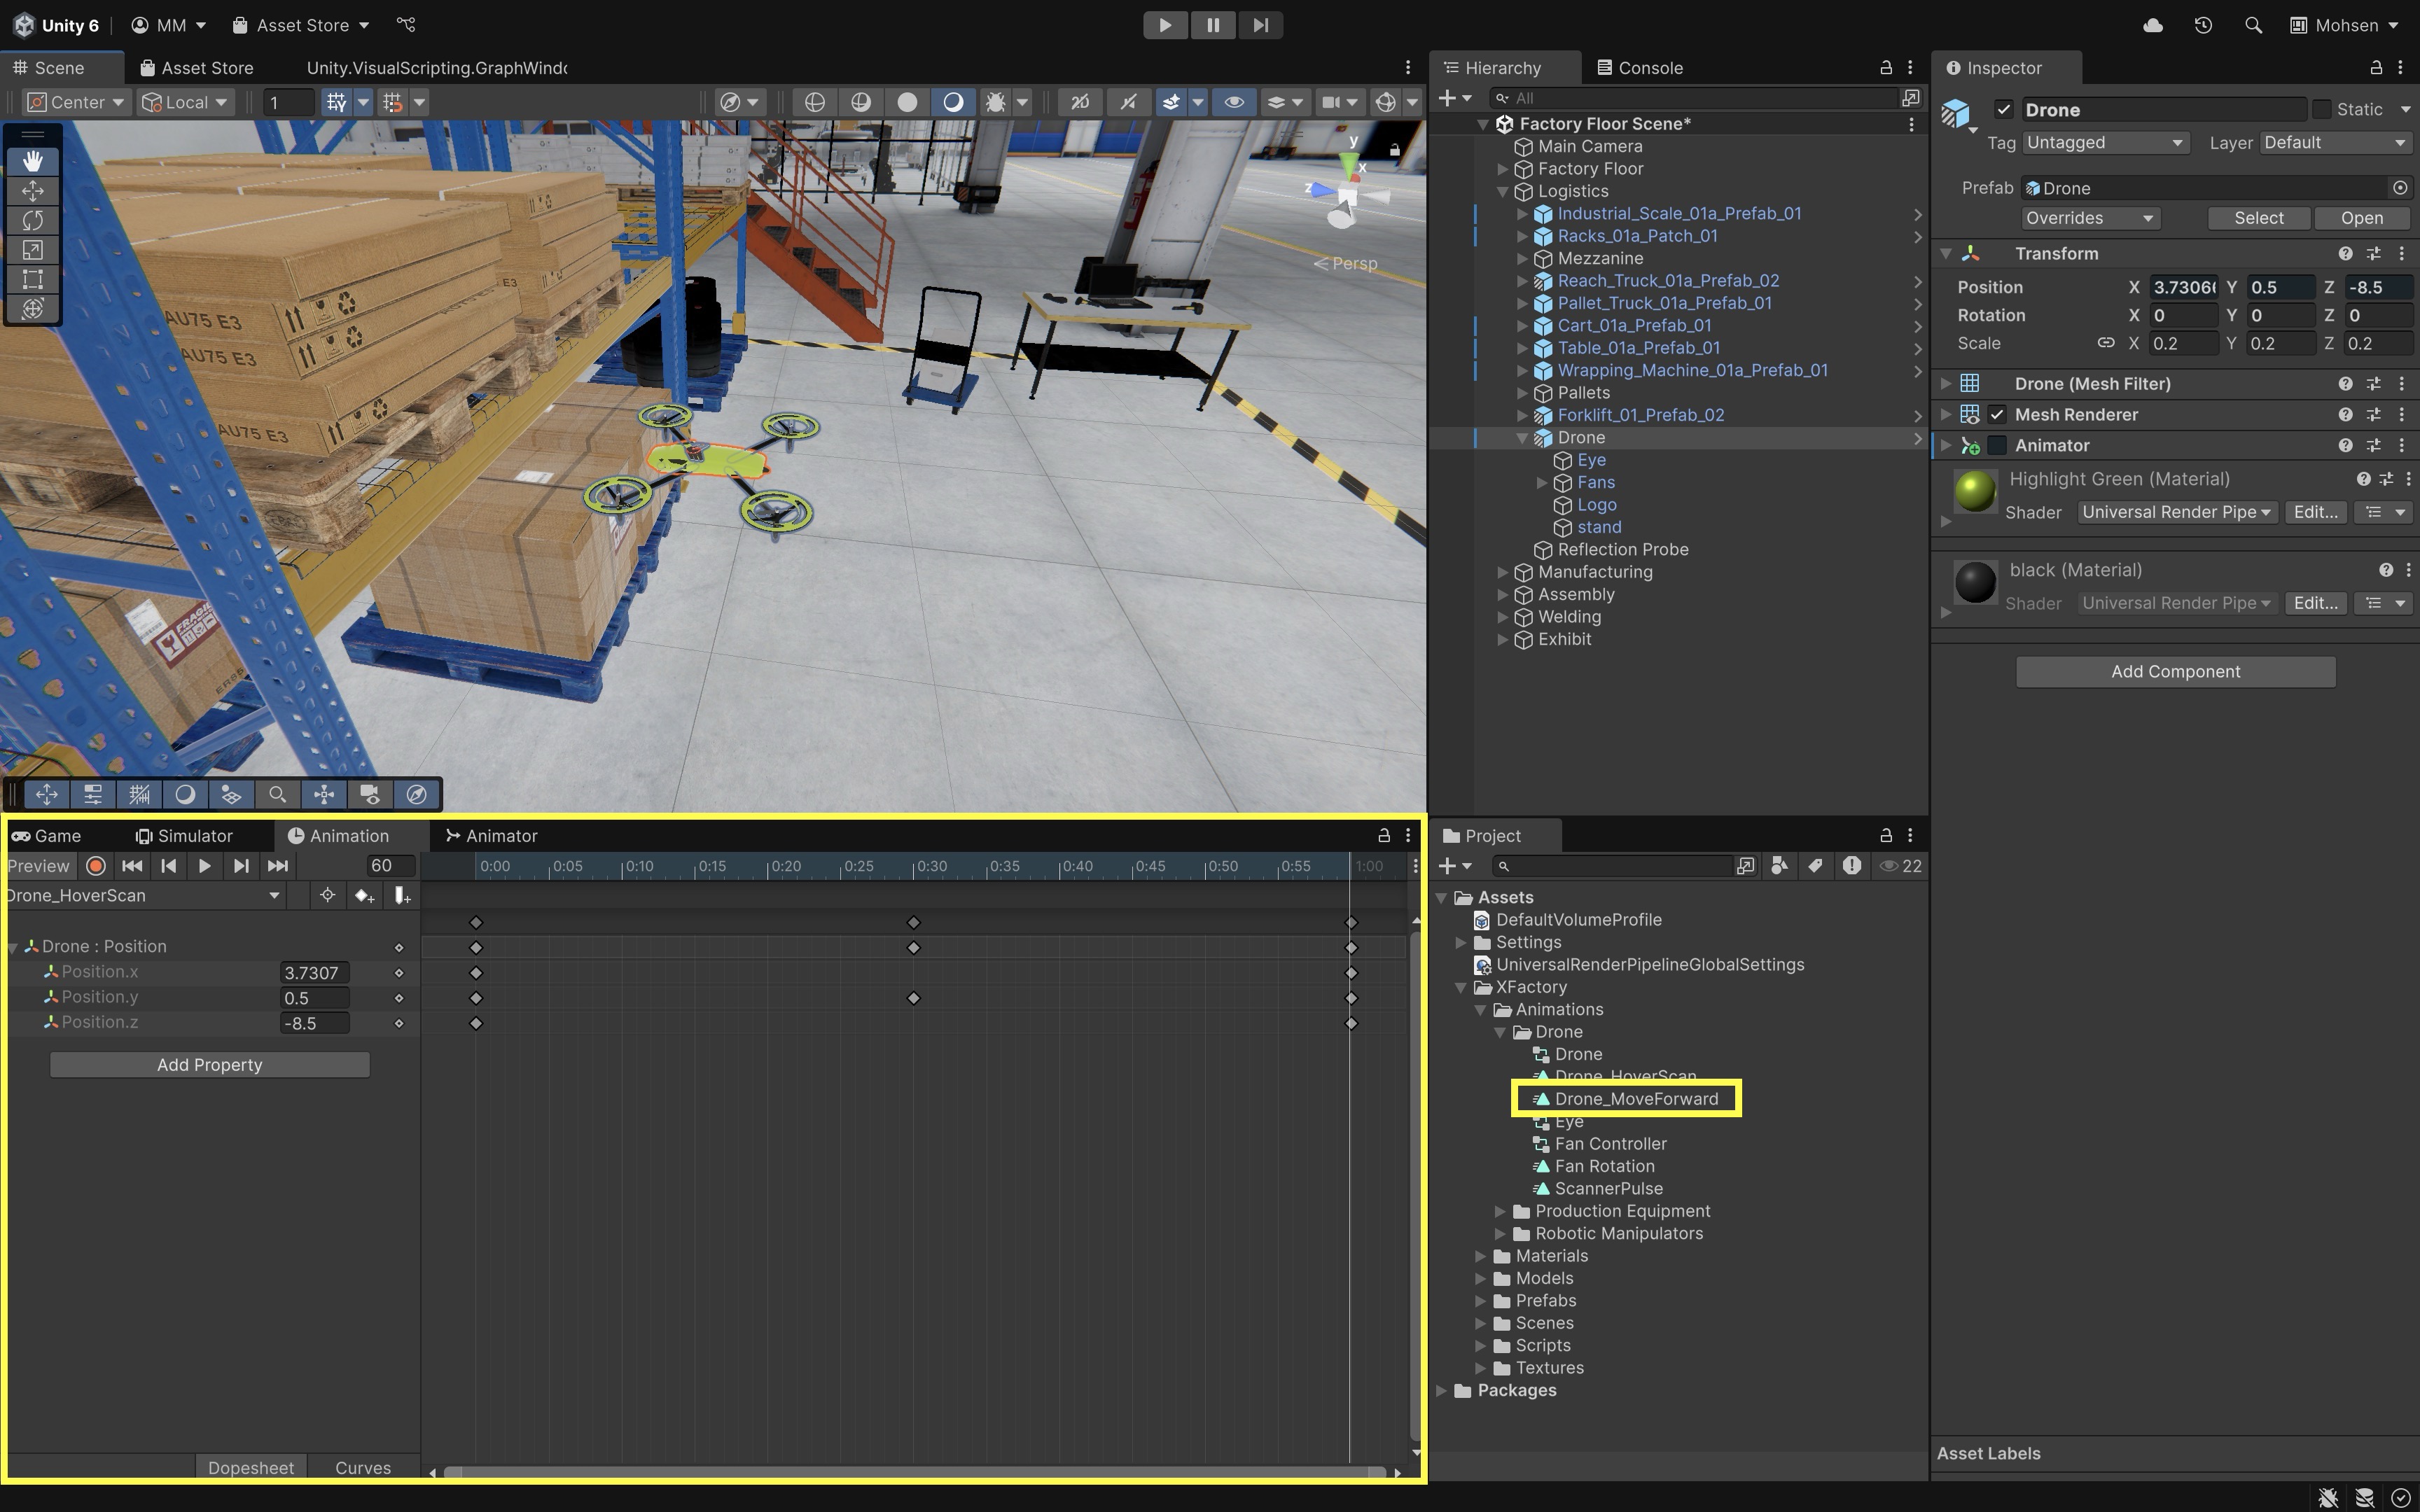 Unity 6 MM Asset Store Mohsen
Scene Asset Store Unity.VisualScripting.GraphWindo
Center Local 1 2D
y
x
z
Persp
E3
AU75 E3
AU75 E3
AU75 E3
FRAGILE
Hierarchy Console
All
Factory Floor Scene*
Main Camera
Factory Floor
Logistics
Industrial_Scale_01a_Prefab_01
Racks_01a_Patch_01
Mezzanine
Reach_Truck_01a_Prefab_02
Pallet_Truck_01a_Prefab_01
Cart_01a_Prefab_01
Table_01a_Prefab_01
Wrapping_Machine_01a_Prefab_01
Pallets
Forklift_01_Prefab_02
Drone
Eye
Fans
Logo
stand
Reflection Probe
Manufacturing
Assembly
Welding
Exhibit
Inspector
Drone Static
Tag Untagged Layer Default
Prefab Drone
Overrides Select Open
Transform
Position X 3.7306 Y 0.5 Z -8.5
Rotation X 0 Y 0 Z 0
Scale X 0.2 Y 0.2 Z 0.2
Drone (Mesh Filter)
Mesh Renderer
Animator
Highlight Green (Material)
Shader Universal Render Pipe Edit...
black (Material)
Shader Universal Render Pipe Edit...
Add Component
Asset Labels
Game Simulator Animation Animator
Preview 60 0:00 0:05 0:10 0:15 0:20 0:25 0:30 0:35 0:40 0:45 0:50 0:55 1:00
Drone_HoverScan
Drone : Position
Position.x 3.7307
Position.y 0.5
Position.z -8.5
Add Property
Dopesheet Curves
Project
22
Assets
DefaultVolumeProfile
Settings
UniversalRenderPipelineGlobalSettings
XFactory
Animations
Drone
Drone
Drone_HoverScan
Drone_MoveForward
Eye
Fan Controller
Fan Rotation
ScannerPulse
Production Equipment
Robotic Manipulators
Materials
Models
Prefabs
Scenes
Scripts
Textures
Packages